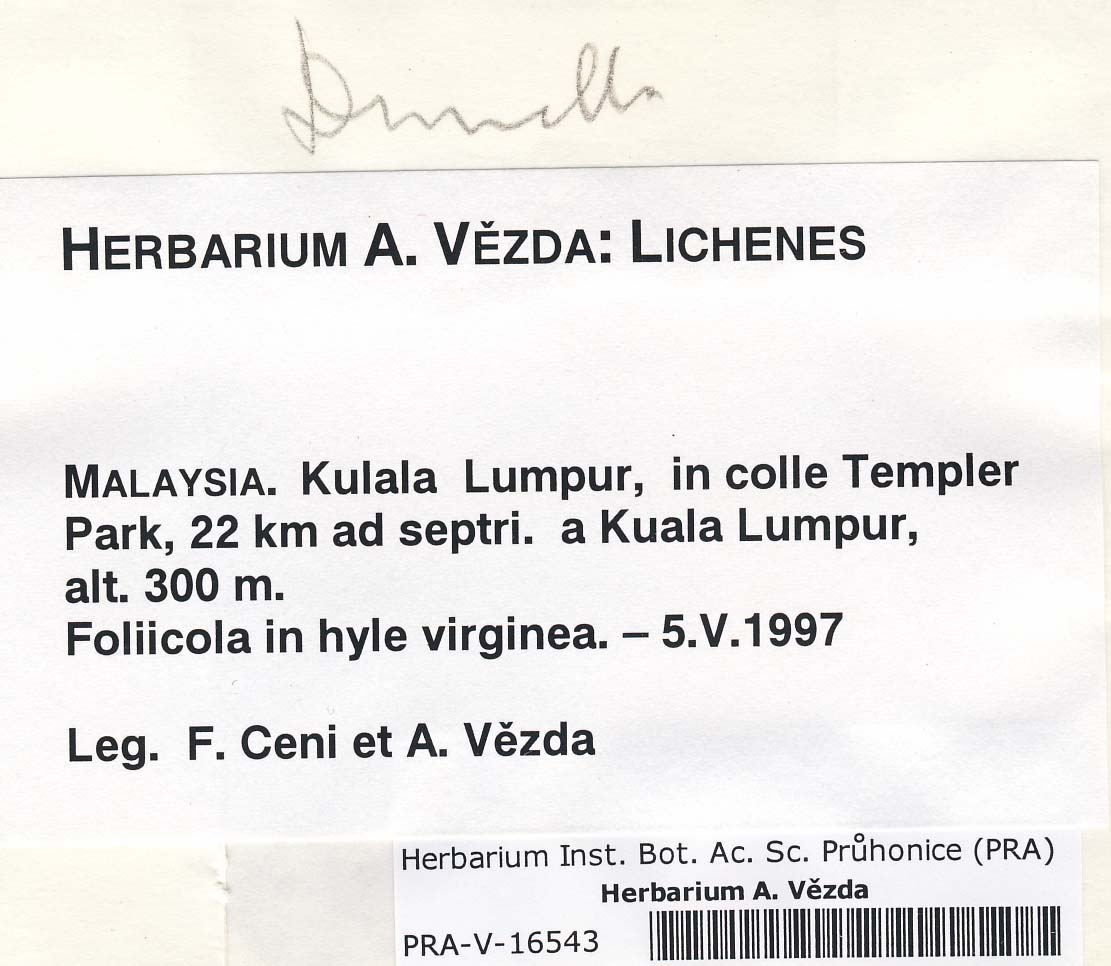 HERBARIUM A. VĚZDA: LICHENES
MALAYSIA. Kulala Lumpur, in colle Templer
Park, 22 km ad septri. a Kuala Lumpur,
alt. 300 m.
Foliicola in hyle virginea. – 5.V.1997
Leg. F. Ceni et A. Vězda
Herbarium Inst. Bot. Ac. Sc. Průhonice (PRA)
Herbarium A. Vězda
PRA-V-16543